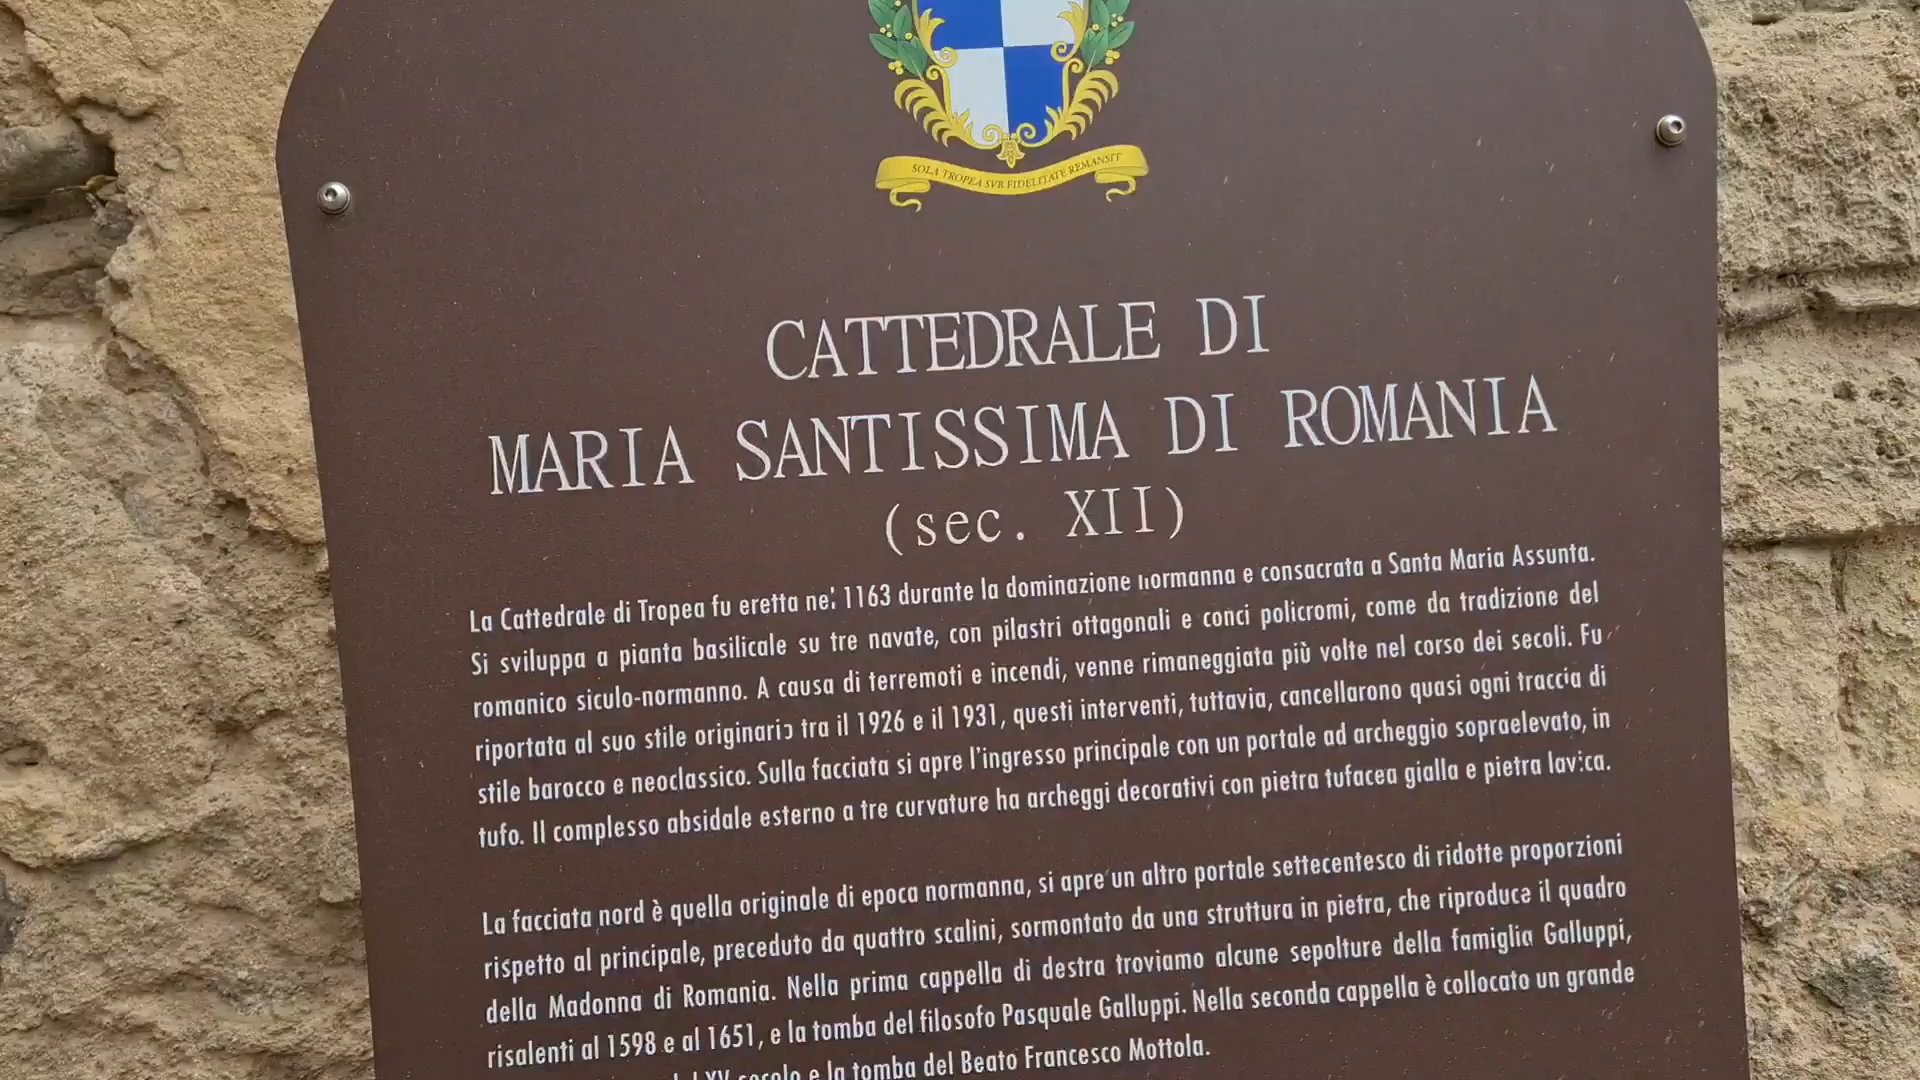 SOLA TROPEA SVB FIDELITATE REMANSIT
CATTEDRALE DI
MARIA SANTISSIMA DI ROMANIA
(sec. XII)
La Cattedrale di Tropea fu eretta nel 1163 durante la dominazione normanna e consacrata a Santa Maria Assunta.
Si sviluppa a pianta basilicale su tre navate, con pilastri ottagonali e conci policromi, come da tradizione del
romanico siculo-normanno. A causa di terremoti e incendi, venne rimaneggiata più volte nel corso dei secoli. Fu
riportata al suo stile originario tra il 1926 e il 1931, questi interventi, tuttavia, cancellarono quasi ogni traccia di
stile barocco e neoclassico. Sulla facciata si apre l'ingresso principale con un portale ad archeggio sopraelevato, in
tufo. Il complesso absidale esterno a tre curvature ha archeggi decorativi con pietra tufacea gialla e pietra lavica.
La facciata nord è quella originale di epoca normanna, si apre un altro portale settecentesco di ridotte proporzioni
rispetto al principale, preceduto da quattro scalini, sormontato da una struttura in pietra, che riproduce il quadro
della Madonna di Romania. Nella prima cappella di destra troviamo alcune sepolture della famiglia Galluppi,
risalenti al 1598 e al 1651, e la tomba del filosofo Pasquale Galluppi. Nella seconda cappella è collocato un grande
XV secolo e la tomba del Beato Francesco Mottola.